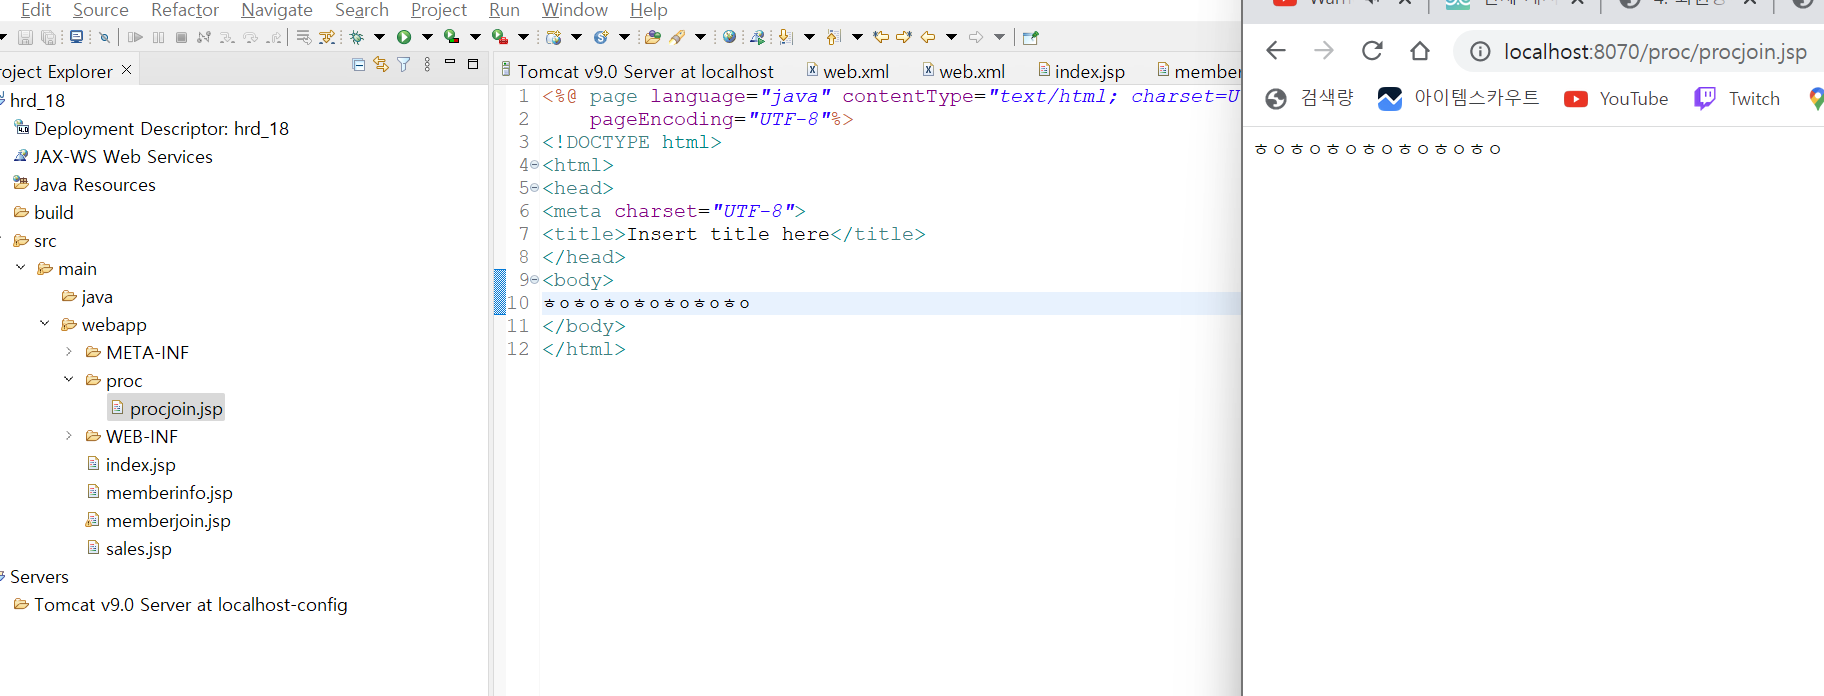 Edit Source Refactor Navigate Search Project Run Window Help
oject Explorer
hrd_18
Deployment Descriptor: hrd_18
JAX-WS Web Services
Java Resources
build
src
main
java
webapp
META-INF
proc
procjoin.jsp
WEB-INF
index.jsp
memberinfo.jsp
memberjoin.jsp
sales.jsp
Servers
Tomcat v9.0 Server at localhost-config
Tomcat v9.0 Server at localhost web.xml web.xml index.jsp member
1 <%@ page language="java" contentType="text/html; charset=U
2 pageEncoding="UTF-8"%>
3 <!DOCTYPE html>
4 <html>
5 <head>
6 <meta charset="UTF-8">
7 <title>Insert title here</title>
8 </head>
9 <body>
10 ㅎㅇㅎㅇㅎㅇㅎㅇㅎㅇㅎㅇㅎㅇ
11 </body>
12 </html>
localhost:8070/proc/procjoin.jsp
검색량 아이템스카우트 YouTube Twitch
ㅎㅇㅎㅇㅎㅇㅎㅇㅎㅇㅎㅇㅎㅇ